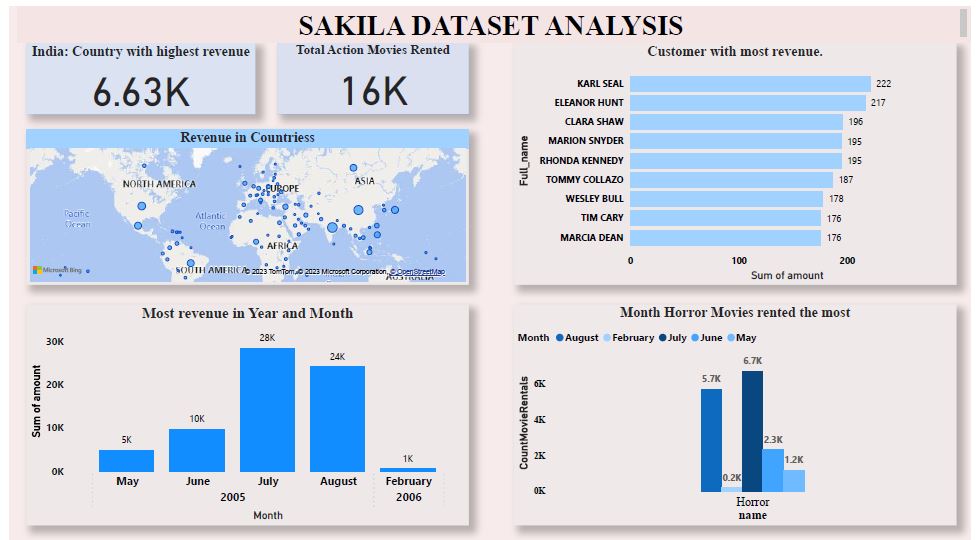 SAKILA DATASET ANALYSIS
India: Country with highest revenue
6.63K
Total Action Movies Rented
16K
Revenue in Countriess
NORTH AMERICA
EUROPE
ASIA
Pacific
Ocean
Atlantic
Ocean
AFRICA
SOUTH AMERICA
AUSTRALIA
Microsoft Bing
© 2023 TomTom, © 2023 Microsoft Corporation, © OpenStreetMap
Customer with most revenue.
Full_name
KARL SEAL 222
ELEANOR HUNT 217
CLARA SHAW 196
MARION SNYDER 195
RHONDA KENNEDY 195
TOMMY COLLAZO 187
WESLEY BULL 178
TIM CARY 176
MARCIA DEAN 176
0 100 200
Sum of amount
Most revenue in Year and Month
Sum of amount
30K
20K
10K
0K
5K
10K
28K
24K
1K
May June July August February
2005 2006
Month
Month Horror Movies rented the most
Month August February July June May
CountMovieRentals
6K
4K
2K
0K
5.7K
0.2K
6.7K
2.3K
1.2K
Horror
name